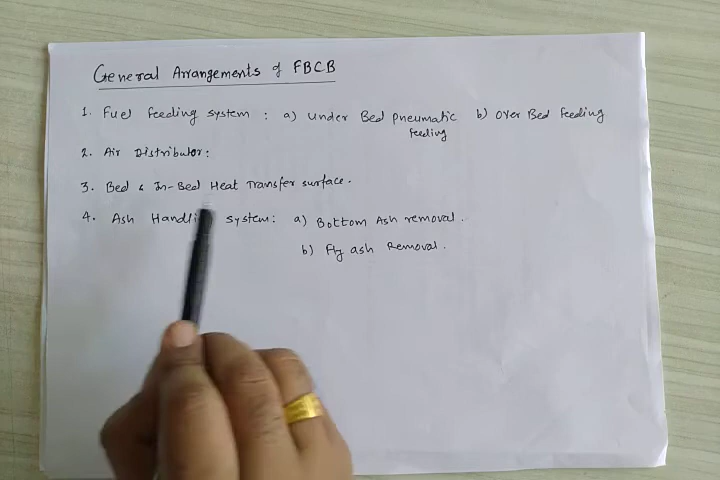 General Arrangements of FBCB
1. Fuel feeding system : a) Under Bed pneumatic b) Over Bed feeding
feeding
2. Air Distributor :
3. Bed & In-Bed Heat Transfer surface.
4. Ash system : a) Bottom Ash removal.
b) Fly ash Removal.